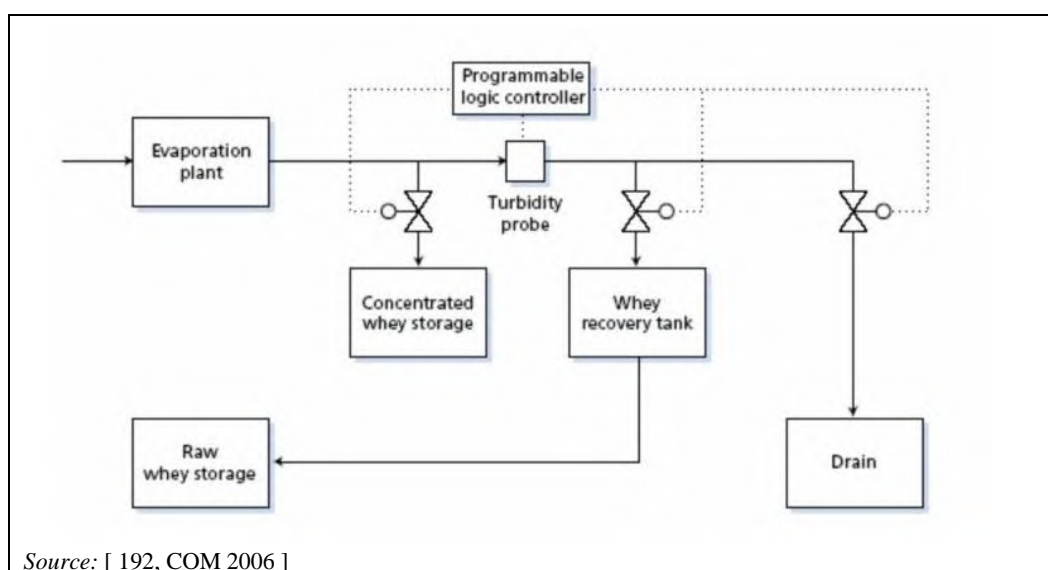 Programmable
logic controller
Evaporation
plant
Turbidity
probe
Concentrated
whey storage
Whey
recovery tank
Raw
whey storage
Drain
Source: [ 192, COM 2006 ]